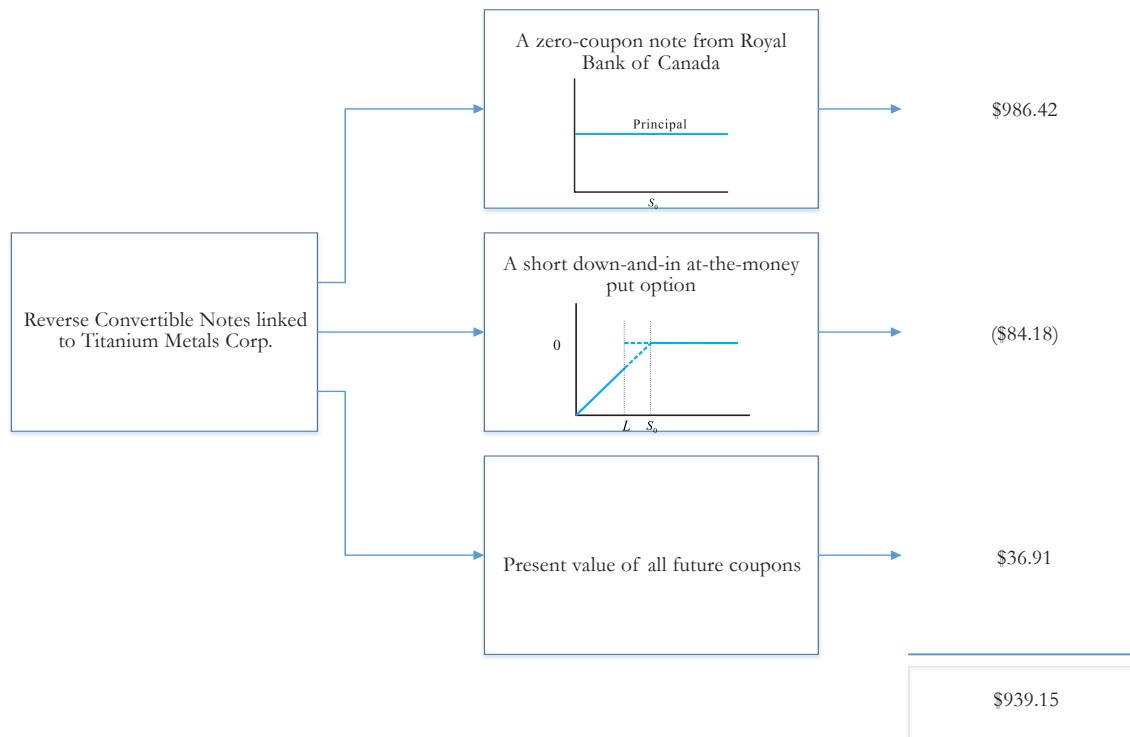 A zero-coupon note from Royal
Bank of Canada
Principal
S₀
$986.42
Reverse Convertible Notes linked
to Titanium Metals Corp.
A short down-and-in at-the-money
put option
0
L S₀
($84.18)
Present value of all future coupons
$36.91
$939.15